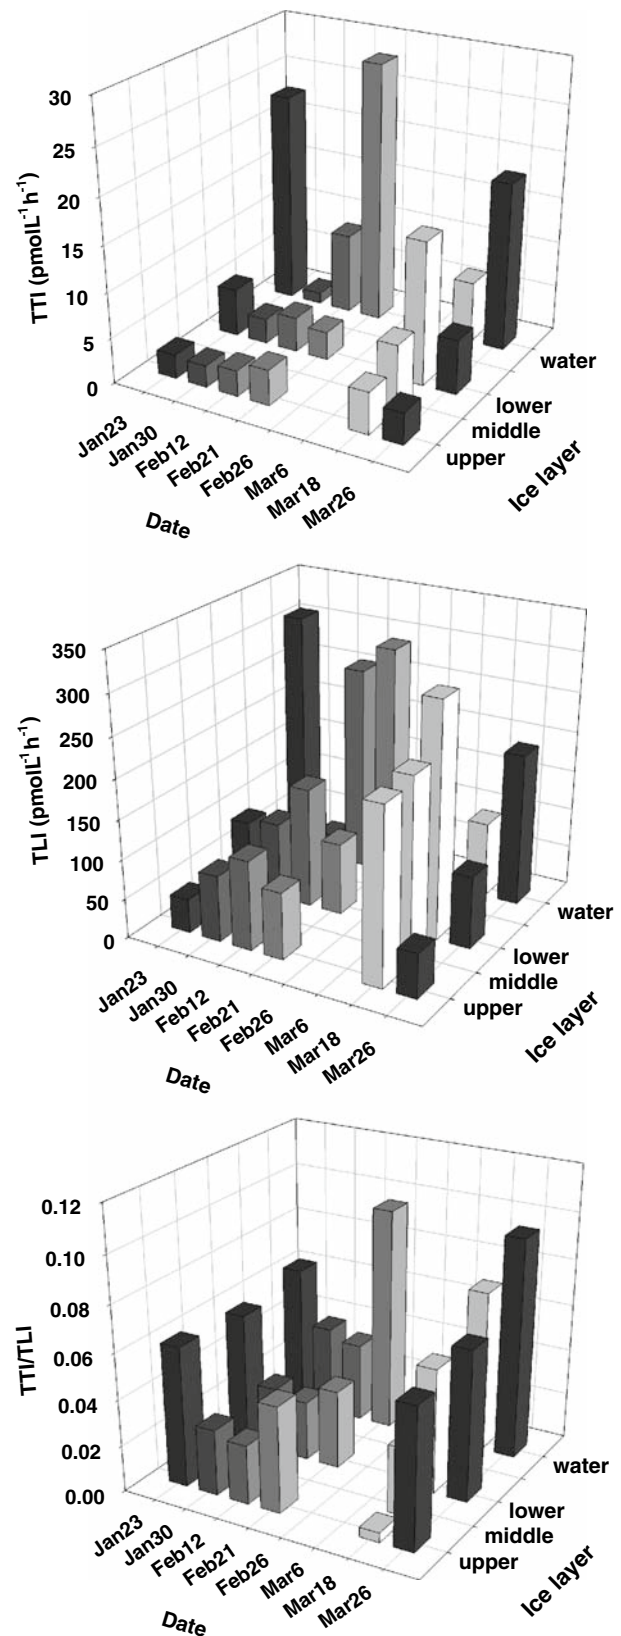 30
25
20
15
10
5
0
TTI (pmolL-1h-1)
Jan23
Jan30
Feb12
Feb21
Feb26
Mar6
Mar18
Mar26
Date
water
lower
middle
upper
Ice layer
350
300
250
200
150
100
50
0
TLI (pmolL-1h-1)
Jan23
Jan30
Feb12
Feb21
Feb26
Mar6
Mar18
Mar26
Date
water
lower
middle
upper
Ice layer
0.12
0.10
0.08
0.06
0.04
0.02
0.00
TTI/TLI
Jan23
Jan30
Feb12
Feb21
Feb26
Mar6
Mar18
Mar26
Date
water
lower
middle
upper
Ice layer